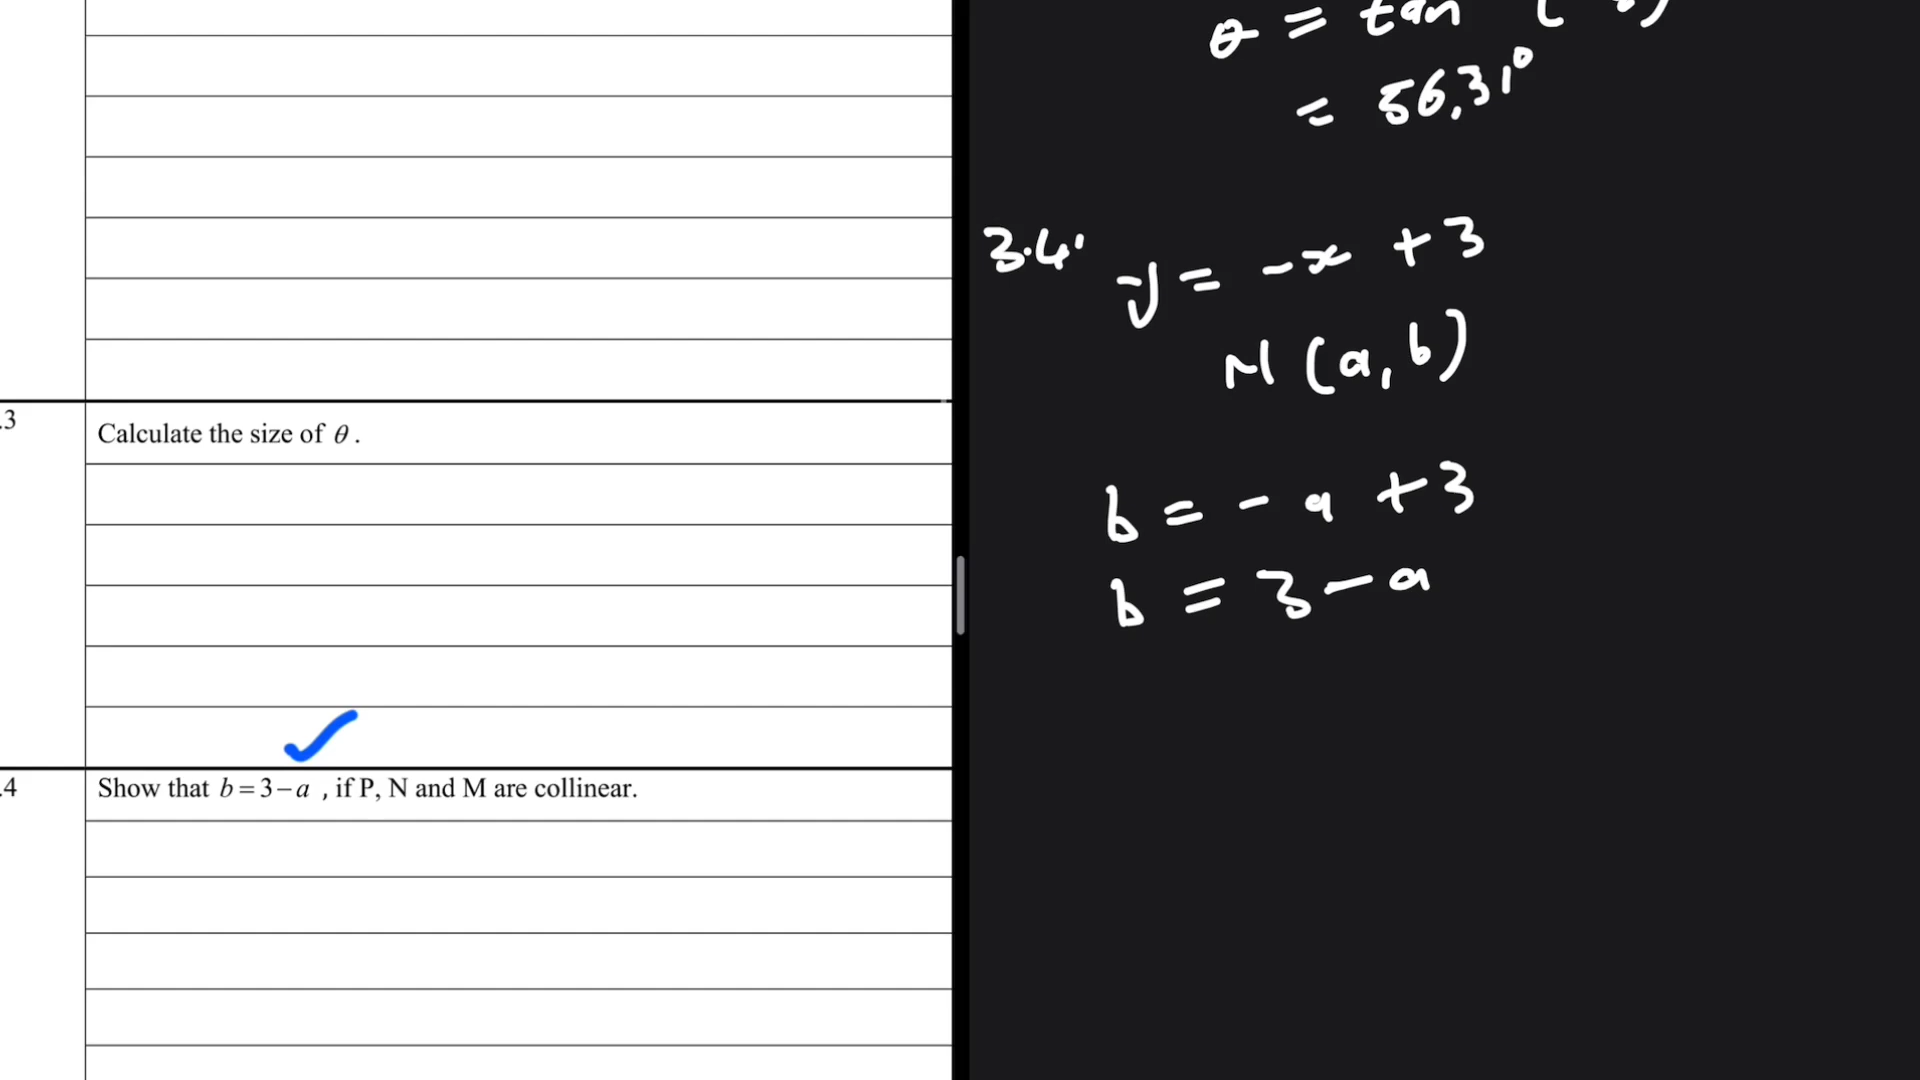 .3
Calculate the size of θ.
.4
Show that b = 3 − a , if P, N and M are collinear.
θ = tan (
= 56,31°
3.4
y = -x + 3
N (a, b)
b = - a + 3
b = 3 - a